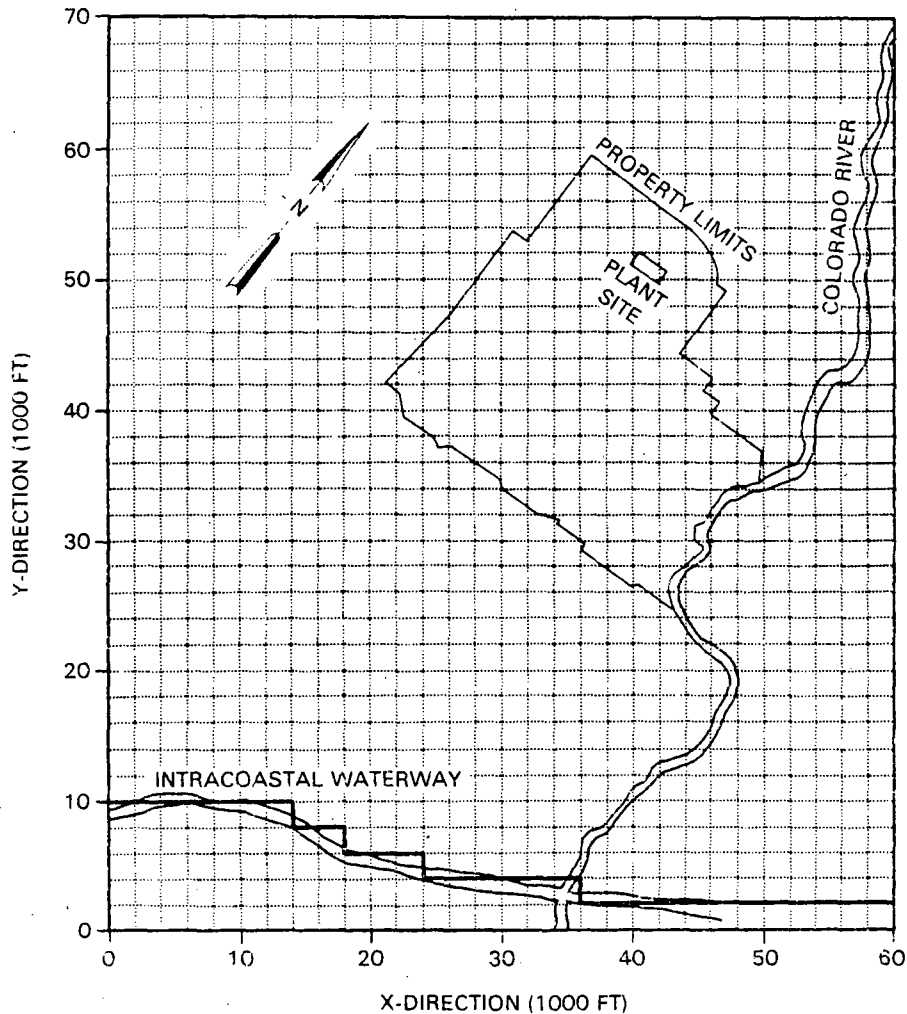 70
60
50
40
30
20
10
0
Y-DIRECTION (1000 FT)
N
PROPERTY LIMITS
COLORADO RIVER
PLANT
SITE
INTRACOASTAL WATERWAY
0
10
20
30
40
50
60
X-DIRECTION (1000 FT)